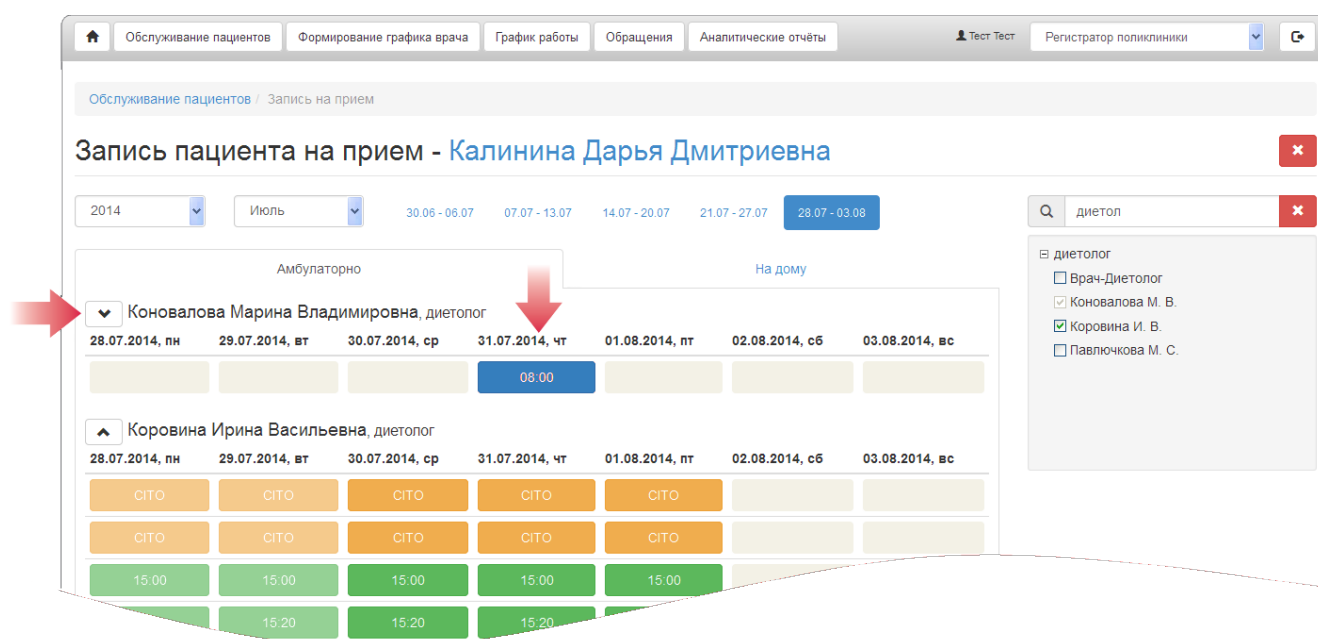 Обслуживание пациентов Формирование графика врача График работы Обращения Аналитические отчёты Тест Тест Регистратор поликлиники
Обслуживание пациентов / Запись на прием
Запись пациента на прием - Калинина Дарья Дмитриевна
2014 Июль 30.06 - 06.07 07.07 - 13.07 14.07 - 20.07 21.07 - 27.07 28.07 - 03.08 диетол
Амбулаторно На дому
диетолог
Врач-Диетолог
Коновалова М. В.
Коровина И. В.
Павлючкова М. С.
Коновалова Марина Владимировна, диетолог
28.07.2014, пн 29.07.2014, вт 30.07.2014, ср 31.07.2014, чт 01.08.2014, пт 02.08.2014, сб 03.08.2014, вс
08:00
Коровина Ирина Васильевна, диетолог
28.07.2014, пн 29.07.2014, вт 30.07.2014, ср 31.07.2014, чт 01.08.2014, пт 02.08.2014, сб 03.08.2014, вс
CITO CITO CITO CITO CITO
CITO CITO CITO CITO CITO
15:00 15:00 15:00 15:00 15:00
15:20 15:20 15:20